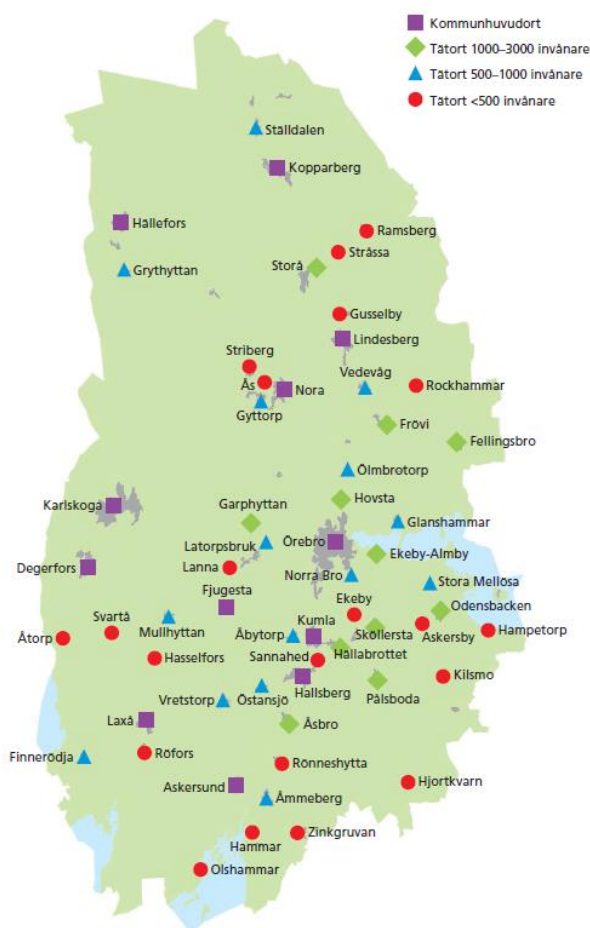 Kommunhuvudort
Tätort 1000–3000 invånare
Tätort 500–1000 invånare
Tätort <500 invånare
Ställdalen
Kopparberg
Hällefors
Ramsberg
Stråssa
Storå
Grythyttan
Gusselby
Lindesberg
Striberg
Vedevåg
Ås
Nora
Rockhammar
Gyttorp
Frövi
Fellingsbro
Ölmbrotorp
Karlskoga
Garphyttan
Hovsta
Glanshammar
Latorpsbruk
Örebro
Ekeby-Almby
Degerfors
Lanna
Norra Bro
Stora Mellösa
Fjugesta
Ekeby
Odensbacken
Svartå
Mullhyttan
Åbytorp
Kumla
Sköllersta
Askersby
Hampetorp
Åtorp
Hasselfors
Sannahed
Hällabrottet
Kilsmo
Hallsberg
Pålsboda
Vretstorp
Östansjö
Laxå
Åsbro
Finnerödja
Röfors
Rönneshytta
Hjortkvarn
Askersund
Åmmeberg
Zinkgruvan
Hammar
Olshammar